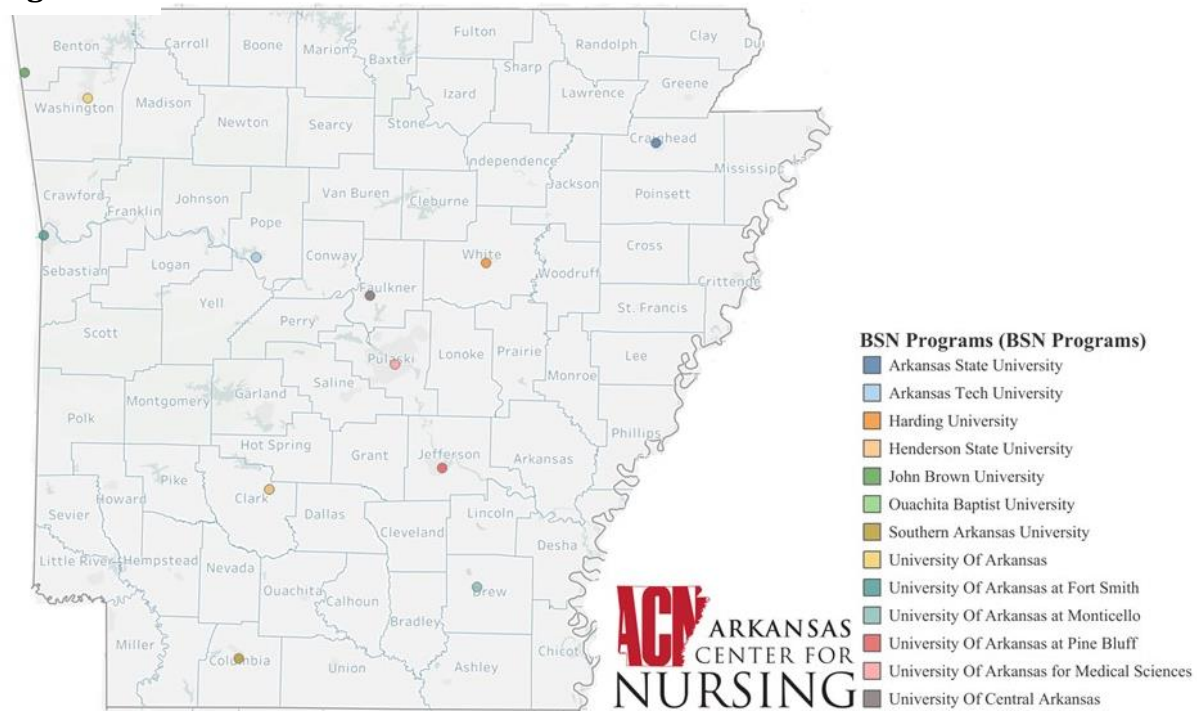 Benton
Carroll
Boone
Marion
Baxter
Fulton
Randolph
Clay
Sharp
Izard
Lawrence
Greene
Washington
Madison
Newton
Searcy
Stone
Independence
Craighead
Mississipp
Jackson
Poinsett
Crawford
Franklin
Johnson
Van Buren
Cleburne
Pope
Conway
White
Cross
Woodruff
Crittende
Sebastian
Logan
Faulkner
St. Francis
Yell
Perry
Scott
Pulaski
Lonoke
Prairie
Lee
Monroe
Saline
Garland
Montgomery
Polk
Phillips
Hot Spring
Grant
Jefferson
Arkansas
Pike
Clark
Howard
Sevier
Dallas
Cleveland
Lincoln
Desha
Little River
Hempstead
Nevada
Ouachita
Calhoun
Drew
Bradley
Miller
Columbia
Union
Ashley
Chicot
BSN Programs (BSN Programs)
Arkansas State University
Arkansas Tech University
Harding University
Henderson State University
John Brown University
Ouachita Baptist University
Southern Arkansas University
University Of Arkansas
University Of Arkansas at Fort Smith
University Of Arkansas at Monticello
University Of Arkansas at Pine Bluff
University Of Arkansas for Medical Sciences
University Of Central Arkansas
ACN ARKANSAS
CENTER FOR
NURSING